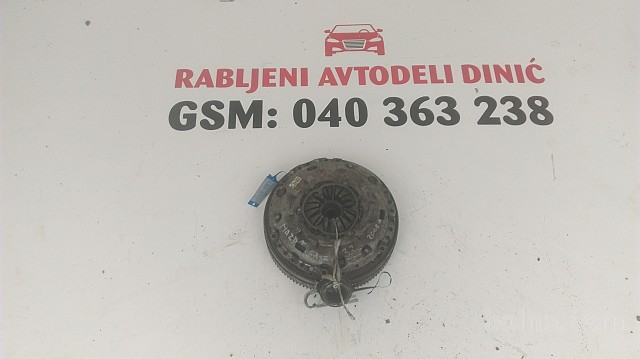 RABLJENI AVTODELI DINIĆ
GSM: 040 363 238